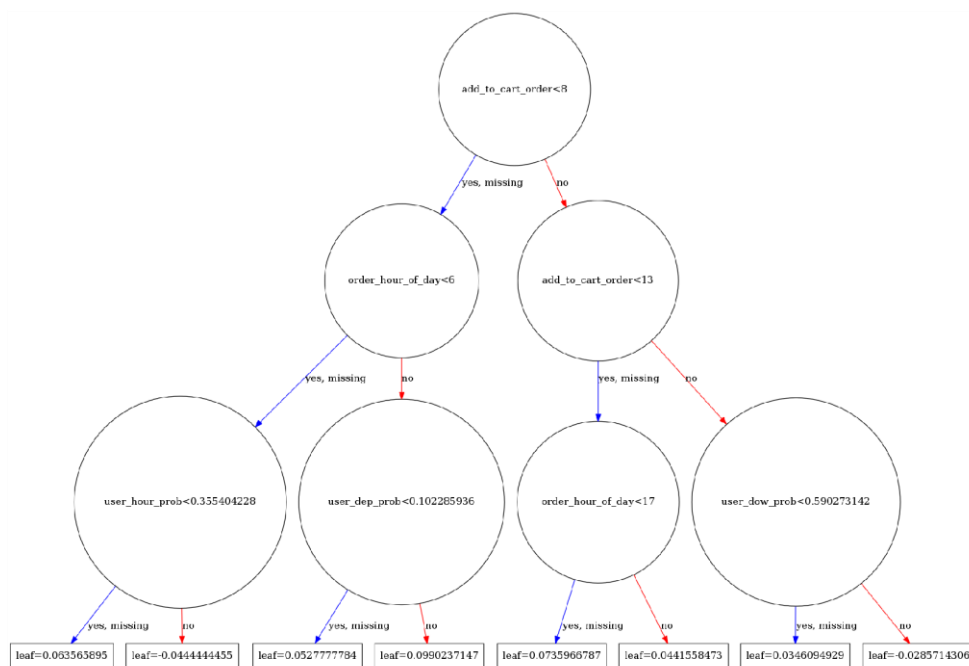 add_to_cart_order<8
yes, missing
no
order_hour_of_day<6
add_to_cart_order<13
yes, missing
no
yes, missing
no
user_hour_prob<0.355404228
user_dep_prob<0.102285936
order_hour_of_day<17
user_dow_prob<0.590273142
yes, missing
no
yes, missing
no
yes, missing
no
yes, missing
no
leaf=0.063565895
leaf=-0.0444444455
leaf=0.0527777784
leaf=0.0990237147
leaf=0.0735966787
leaf=0.0441558473
leaf=0.0346094929
leaf=-0.0285714306